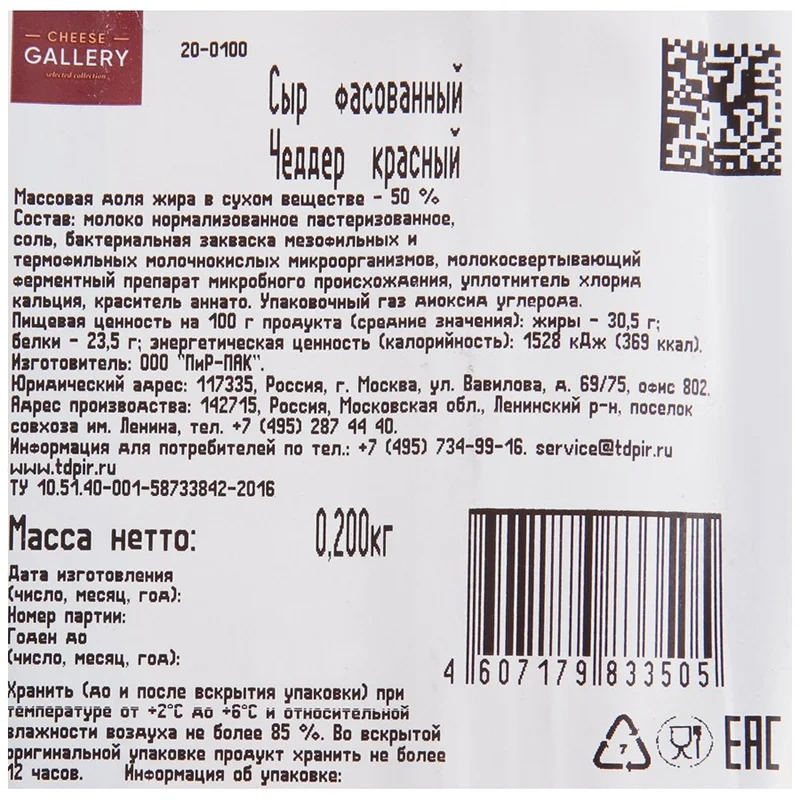 CHEESE
GALLERY
selected collection
20-0100
Сыр фасованный
Чеддер красный
Массовая доля жира в сухом веществе - 50 %
Состав: молоко нормализованное пастеризованное,
соль, бактериальная закваска мезофильных и
термофильных молочнокислых микроорганизмов, молокосвертывающий
ферментный препарат микробного происхождения, уплотнитель хлорид
кальция, краситель аннато. Упаковочный газ диоксид углерода.
Пищевая ценность на 100 г продукта (средние значения): жиры - 30,5 г;
белки - 23,5 г; энергетическая ценность (калорийность): 1528 кДж (369 ккал).
Изготовитель: ООО "ПиР-ПАК".
Юридический адрес: 117335, Россия, г. Москва, ул. Вавилова, д. 69/75, офис 802.
Адрес производства: 142715, Россия, Московская обл., Ленинский р-н, поселок
совхоза им. Ленина, тел. +7 (495) 287 44 40.
Информация для потребителей по тел.: +7 (495) 734-99-16. service@tdpir.ru
www.tdpir.ru
ТУ 10.51.40-001-58733842-2016
Масса нетто: 0,200кг
Дата изготовления
(число, месяц, год):
Номер партии:
Годен до
(число, месяц, год):
4 607179 833505
Хранить (до и после вскрытия упаковки) при
температуре от +2°С до +6°С и относительной
влажности воздуха не более 85 %. Во вскрытой
оригинальной упаковке продукт хранить не более
12 часов. Информация об упаковке:
7
EAC